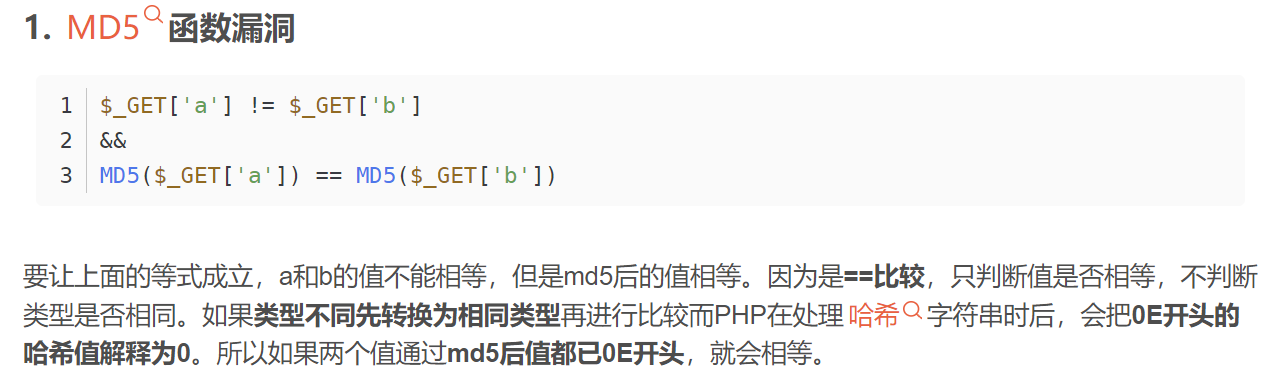 1. MD5函数漏洞
1 $_GET['a'] != $_GET['b']
2 &&
3 MD5($_GET['a']) == MD5($_GET['b'])
要让上面的等式成立，a和b的值不能相等，但是md5后的值相等。因为是==比较，只判断值是否相等，不判断
类型是否相同。如果类型不同先转换为相同类型再进行比较而PHP在处理 哈希 字符串时后，会把0E开头的
哈希值解释为0。所以如果两个值通过md5后值都已0E开头，就会相等。